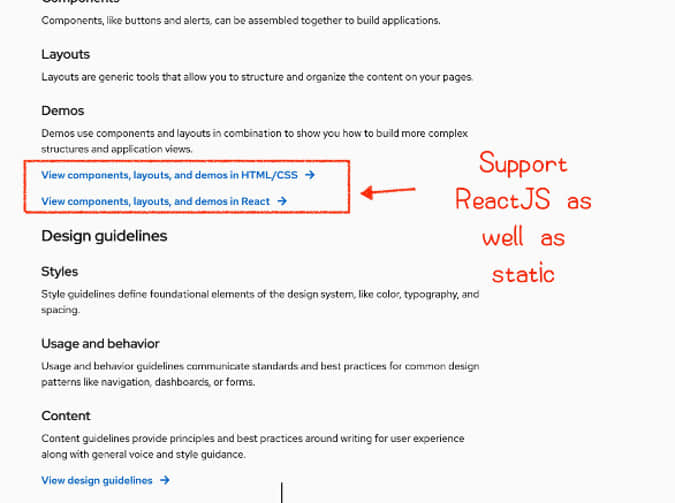 Components
Components, like buttons and alerts, can be assembled together to build applications.
Layouts
Layouts are generic tools that allow you to structure and organize the content on your pages.
Demos
Demos use components and layouts in combination to show you how to build more complex
structures and application views.
View components, layouts, and demos in HTML/CSS →
View components, layouts, and demos in React →
Support
ReactJS as
well as
static
Design guidelines
Styles
Style guidelines define foundational elements of the design system, like color, typography, and
spacing.
Usage and behavior
Usage and behavior guidelines communicate standards and best practices for common design
patterns like navigation, dashboards, or forms.
Content
Content guidelines provide principles and best practices around writing for user experience
along with general voice and style guidance.
View design guidelines →